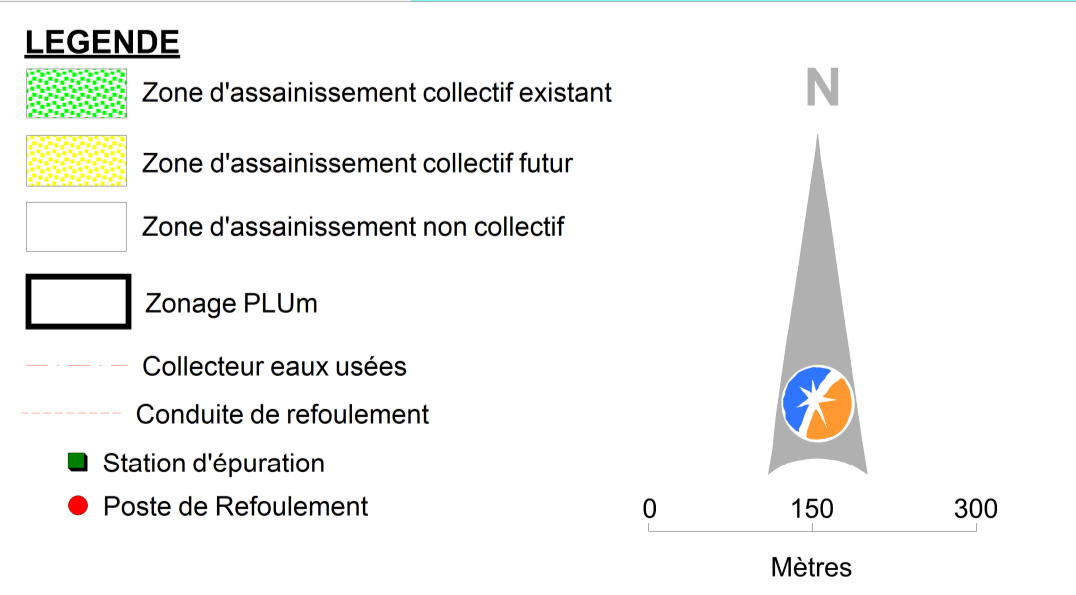 LEGENDE
Zone d'assainissement collectif existant
Zone d'assainissement collectif futur
Zone d'assainissement non collectif
Zonage PLUm
Collecteur eaux usées
Conduite de refoulement
Station d'épuration
Poste de Refoulement
N
0 150 300
Mètres